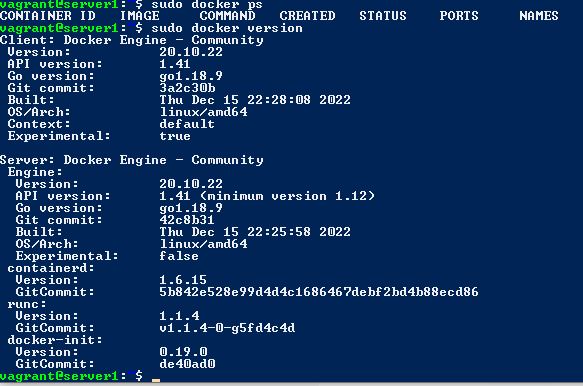 vagrant@server1:~$ sudo docker ps
CONTAINER ID   IMAGE     COMMAND   CREATED   STATUS    PORTS     NAMES
vagrant@server1:~$ sudo docker version
Client: Docker Engine - Community
 Version:           20.10.22
 API version:       1.41
 Go version:        go1.18.9
 Git commit:        3a2c30b
 Built:             Thu Dec 15 22:28:08 2022
 OS/Arch:           linux/amd64
 Context:           default
 Experimental:      true

Server: Docker Engine - Community
 Engine:
  Version:          20.10.22
  API version:      1.41 (minimum version 1.12)
  Go version:       go1.18.9
  Git commit:       42c8b31
  Built:            Thu Dec 15 22:25:58 2022
  OS/Arch:          linux/amd64
  Experimental:     false
 containerd:
  Version:          1.6.15
  GitCommit:        5b842e528e99d4d4c1686467debf2bd4b88ecd86
 runc:
  Version:          1.1.4
  GitCommit:        v1.1.4-0-g5fd4c4d
 docker-init:
  Version:          0.19.0
  GitCommit:        de40ad0
vagrant@server1:~$